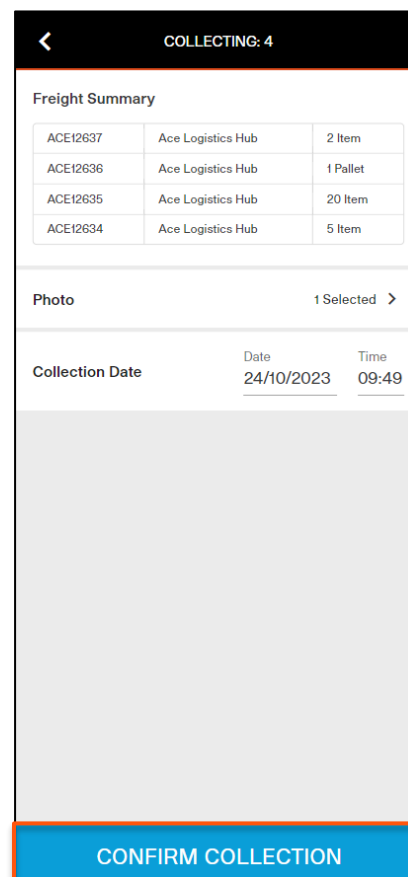 COLLECTING: 4
Freight Summary
ACE12637 Ace Logistics Hub 2 Item
ACE12636 Ace Logistics Hub 1 Pallet
ACE12635 Ace Logistics Hub 20 Item
ACE12634 Ace Logistics Hub 5 Item
Photo 1 Selected
Date Time
Collection Date 24/10/2023 09:49
CONFIRM COLLECTION